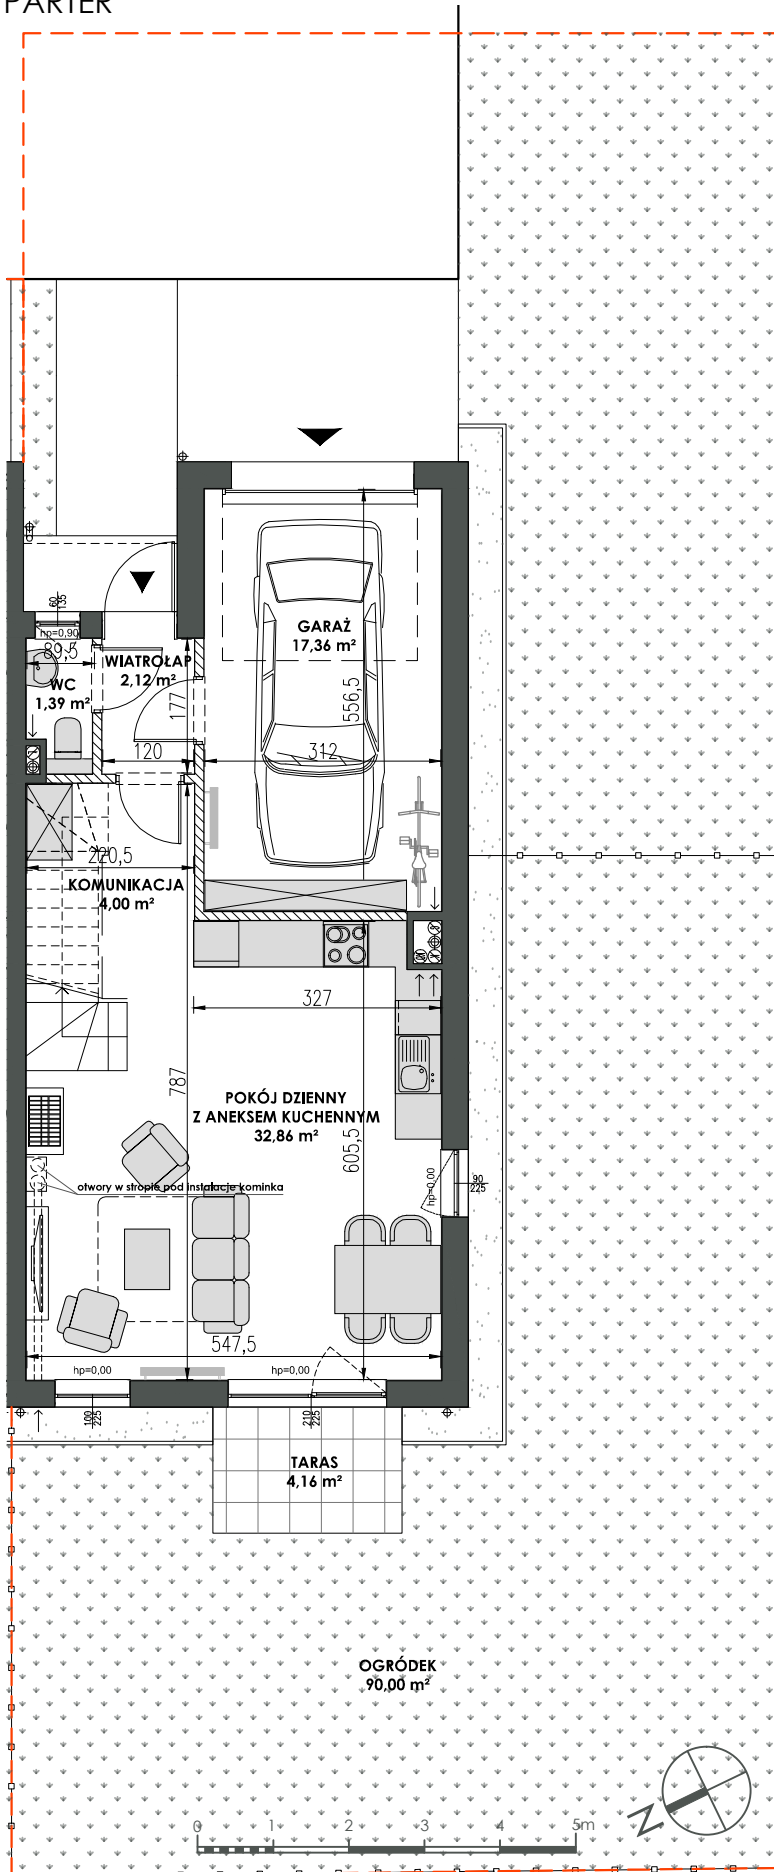 PARTER
60
135
hp=0,90
89,5
WC
1,39 m²
WIATROŁAP
2,12 m²
177
120
GARAŻ
17,36 m²
556,5
312
220,5
KOMUNIKACJA
4,00 m²
327
787
POKÓJ DZIENNY
Z ANEKSEM KUCHENNYM
32,86 m²
605,5
otwory w stropie pod instalacje kominka
hp=0,00
90
225
547,5
hp=0,00
hp=0,00
100
225
210
225
TARAS
4,16 m²
OGRÓDEK
90,00 m²
N
0 1 2 3 4 5m